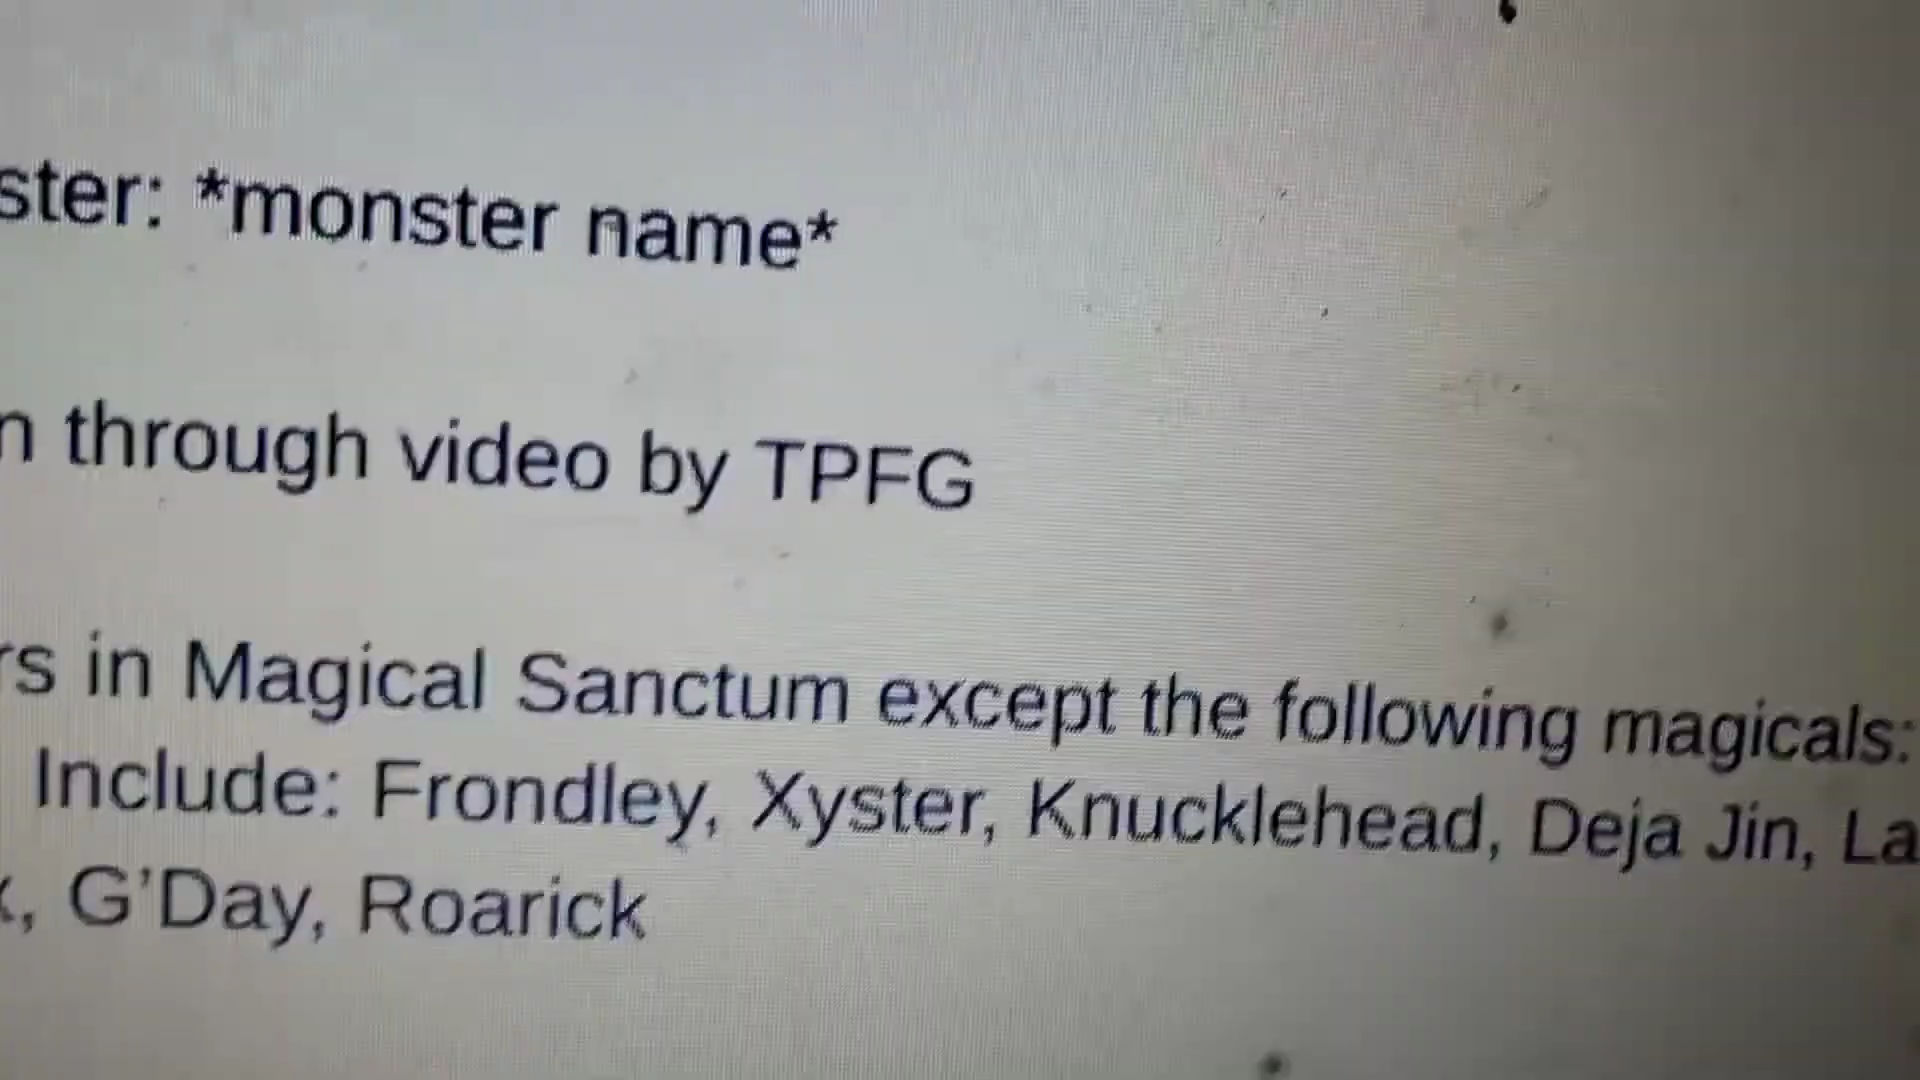 ster: *monster name*
n through video by TPFG
rs in Magical Sanctum except the following magicals:
Include: Frondley, Xyster, Knucklehead, Deja Jin, La
, G'Day, Roarick